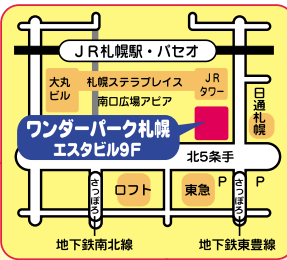 JR札幌駅・パセオ
大丸
ビル
札幌ステラプレイス
JR
タワー
南口広場アピア
日通
札幌
ワンダーパーク札幌
エスタビル9F
北5条手
さっぽろ
ロフト
東急
P
さっぽろ
P
地下鉄南北線
地下鉄東豊線